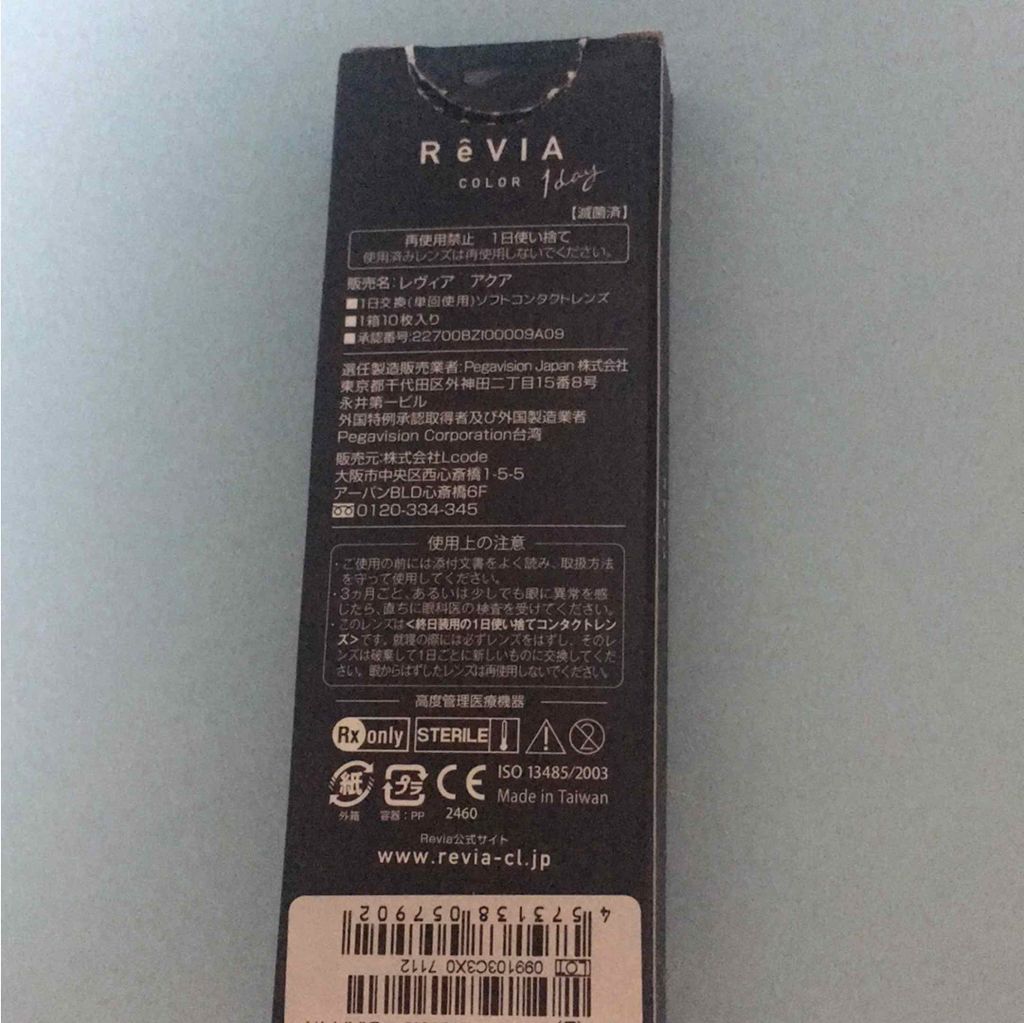 RêVIA
COLOR 1day
【滅菌済】
再使用禁止 1日使い捨て
使用済みレンズは再使用しないでください。
販売名:レヴィア アクア
■1日交換(単回使用)ソフトコンタクトレンズ
■1箱10枚入り
■承認番号:22700BZI00009A09
選任製造販売業者:Pegavision Japan 株式会社
東京都千代田区外神田二丁目15番8号
永井第一ビル
外国特例承認取得者及び外国製造業者
Pegavision Corporation台湾
販売元:株式会社Lcode
大阪市中央区西心斎橋1-5-5
アーバンBLD心斎橋6F
0120-334-345
使用上の注意
・ご使用の前には添付文書をよく読み、取扱方法
を守って使用してください。
・3ヵ月ごと、あるいは少しでも眼に異常を感
じたら、直ちに眼科医の検査を受けてください。
・このレンズは<終日装用の1日使い捨てコンタクトレン
ズ>です。就寝の際には必ずレンズをはずし、そのレ
ンズは破棄して1日ごとに新しいものに交換してくだ
さい。眼からはずしたレンズは再使用しないでください。
高度管理医療機器
Rx only STERILE 2
紙 プラ CE ISO 13485/2003
Made in Taiwan
外箱 容器:PP 2460
Revia公式サイト
www.revia-cl.jp
4 573138 057902
LOT 099103C3X0 7112